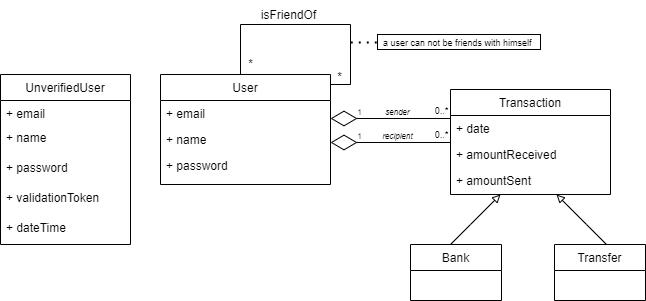 isFriendOf
a user can not be friends with himself
*
*
UnverifiedUser
+ email
+ name
+ password
+ validationToken
+ dateTime
User
+ email
+ name
+ password
1
sender
0..*
1
recipient
0..*
Transaction
+ date
+ amountReceived
+ amountSent
Bank
Transfer